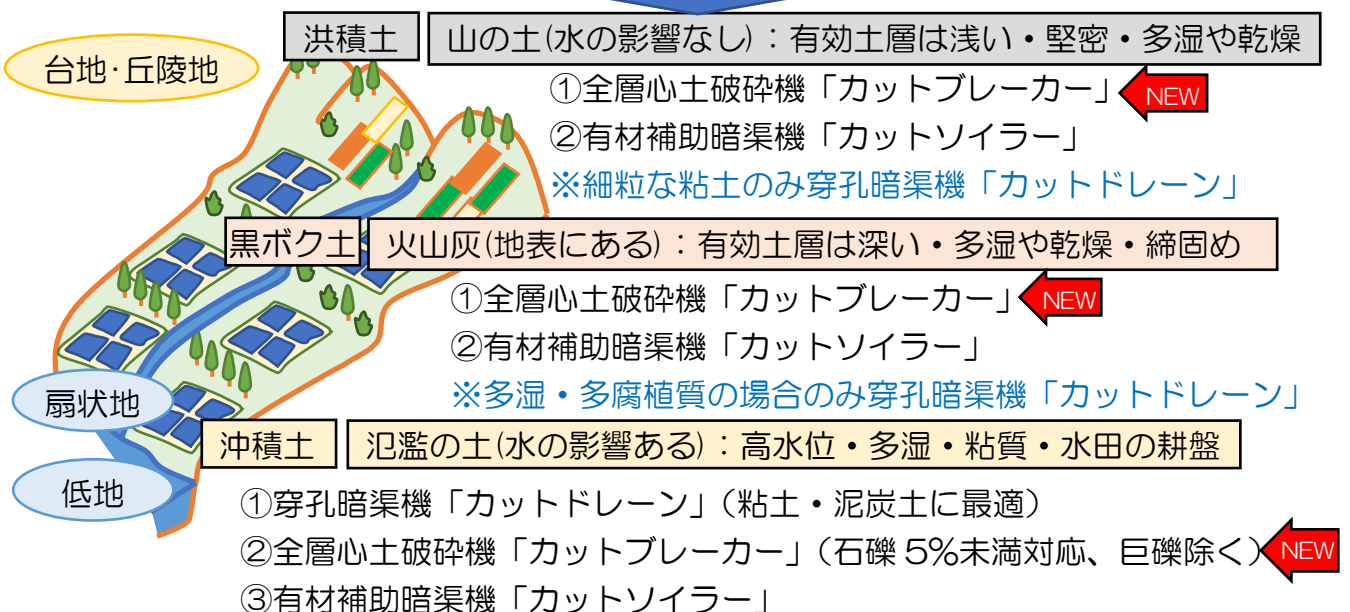 洪積土 山の土(水の影響なし)：有効土層は浅い・堅密・多湿や乾燥
台地･丘陵地
①全層心土破砕機「カットブレーカー」 NEW
②有材補助暗渠機「カットソイラー」
※細粒な粘土のみ穿孔暗渠機「カットドレーン」
黒ボク土 火山灰(地表にある)：有効土層は深い・多湿や乾燥・締固め
①全層心土破砕機「カットブレーカー」 NEW
②有材補助暗渠機「カットソイラー」
※多湿・多腐植質の場合のみ穿孔暗渠機「カットドレーン」
扇状地
沖積土 氾濫の土(水の影響ある)：高水位・多湿・粘質・水田の耕盤
低地
①穿孔暗渠機「カットドレーン」（粘土・泥炭土に最適）
②全層心土破砕機「カットブレーカー」（石礫 5%未満対応、巨礫除く） NEW
③有材補助暗渠機「カットソイラー」